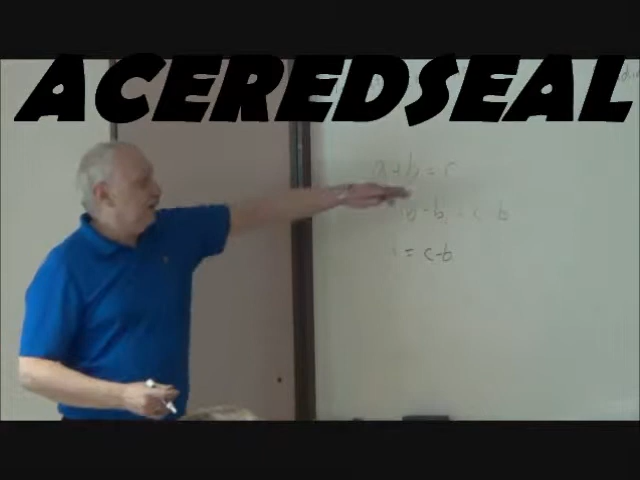 ACEREDSEAL
a + b = c
b - b = c - b
= c - b